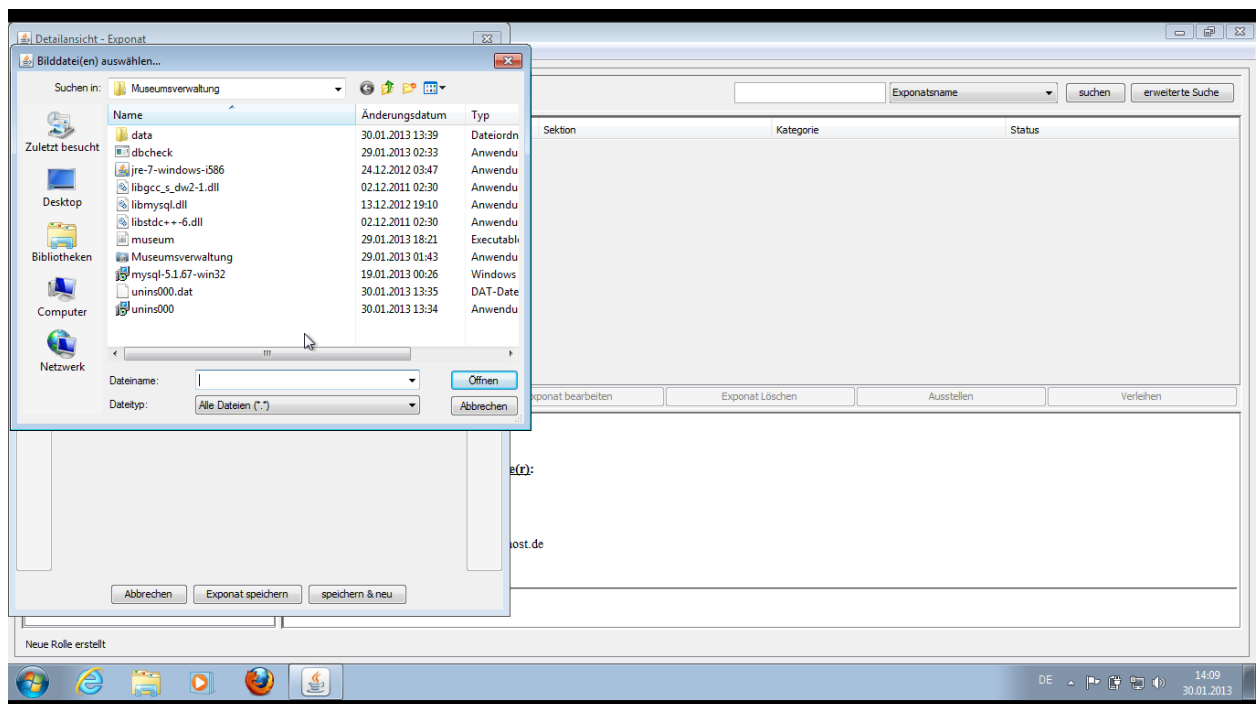 Detailansicht - Exponat
Bilddatei(en) auswählen...
Suchen in: Museumsverwaltung
Exponatsname suchen erweiterte Suche
Name Änderungsdatum Typ
Sektion Kategorie Status
Zuletzt besucht
Desktop
Bibliotheken
Computer
Netzwerk
data 30.01.2013 13:39 Dateiordn
dbcheck 29.01.2013 02:33 Anwendu
jre-7-windows-i586 24.12.2012 03:47 Anwendu
libgcc_s_dw2-1.dll 02.12.2011 02:30 Anwendu
libmysql.dll 13.12.2012 19:10 Anwendu
libstdc++-6.dll 02.12.2011 02:30 Anwendu
museum 29.01.2013 18:21 Executabl
Museumsverwaltung 29.01.2013 01:43 Anwendu
mysql-5.1.67-win32 19.01.2013 00:26 Windows
unins000.dat 30.01.2013 13:35 DAT-Date
unins000 30.01.2013 13:34 Anwendu
Dateiname: Öffnen
Dateityp: Alle Dateien (*.*) Abbrechen
xponat bearbeiten Exponat Löschen Ausstellen Verleihen
e(r):
ost.de
Abbrechen Exponat speichern speichern & neu
Neue Rolle erstellt
DE 14:09
30.01.2013